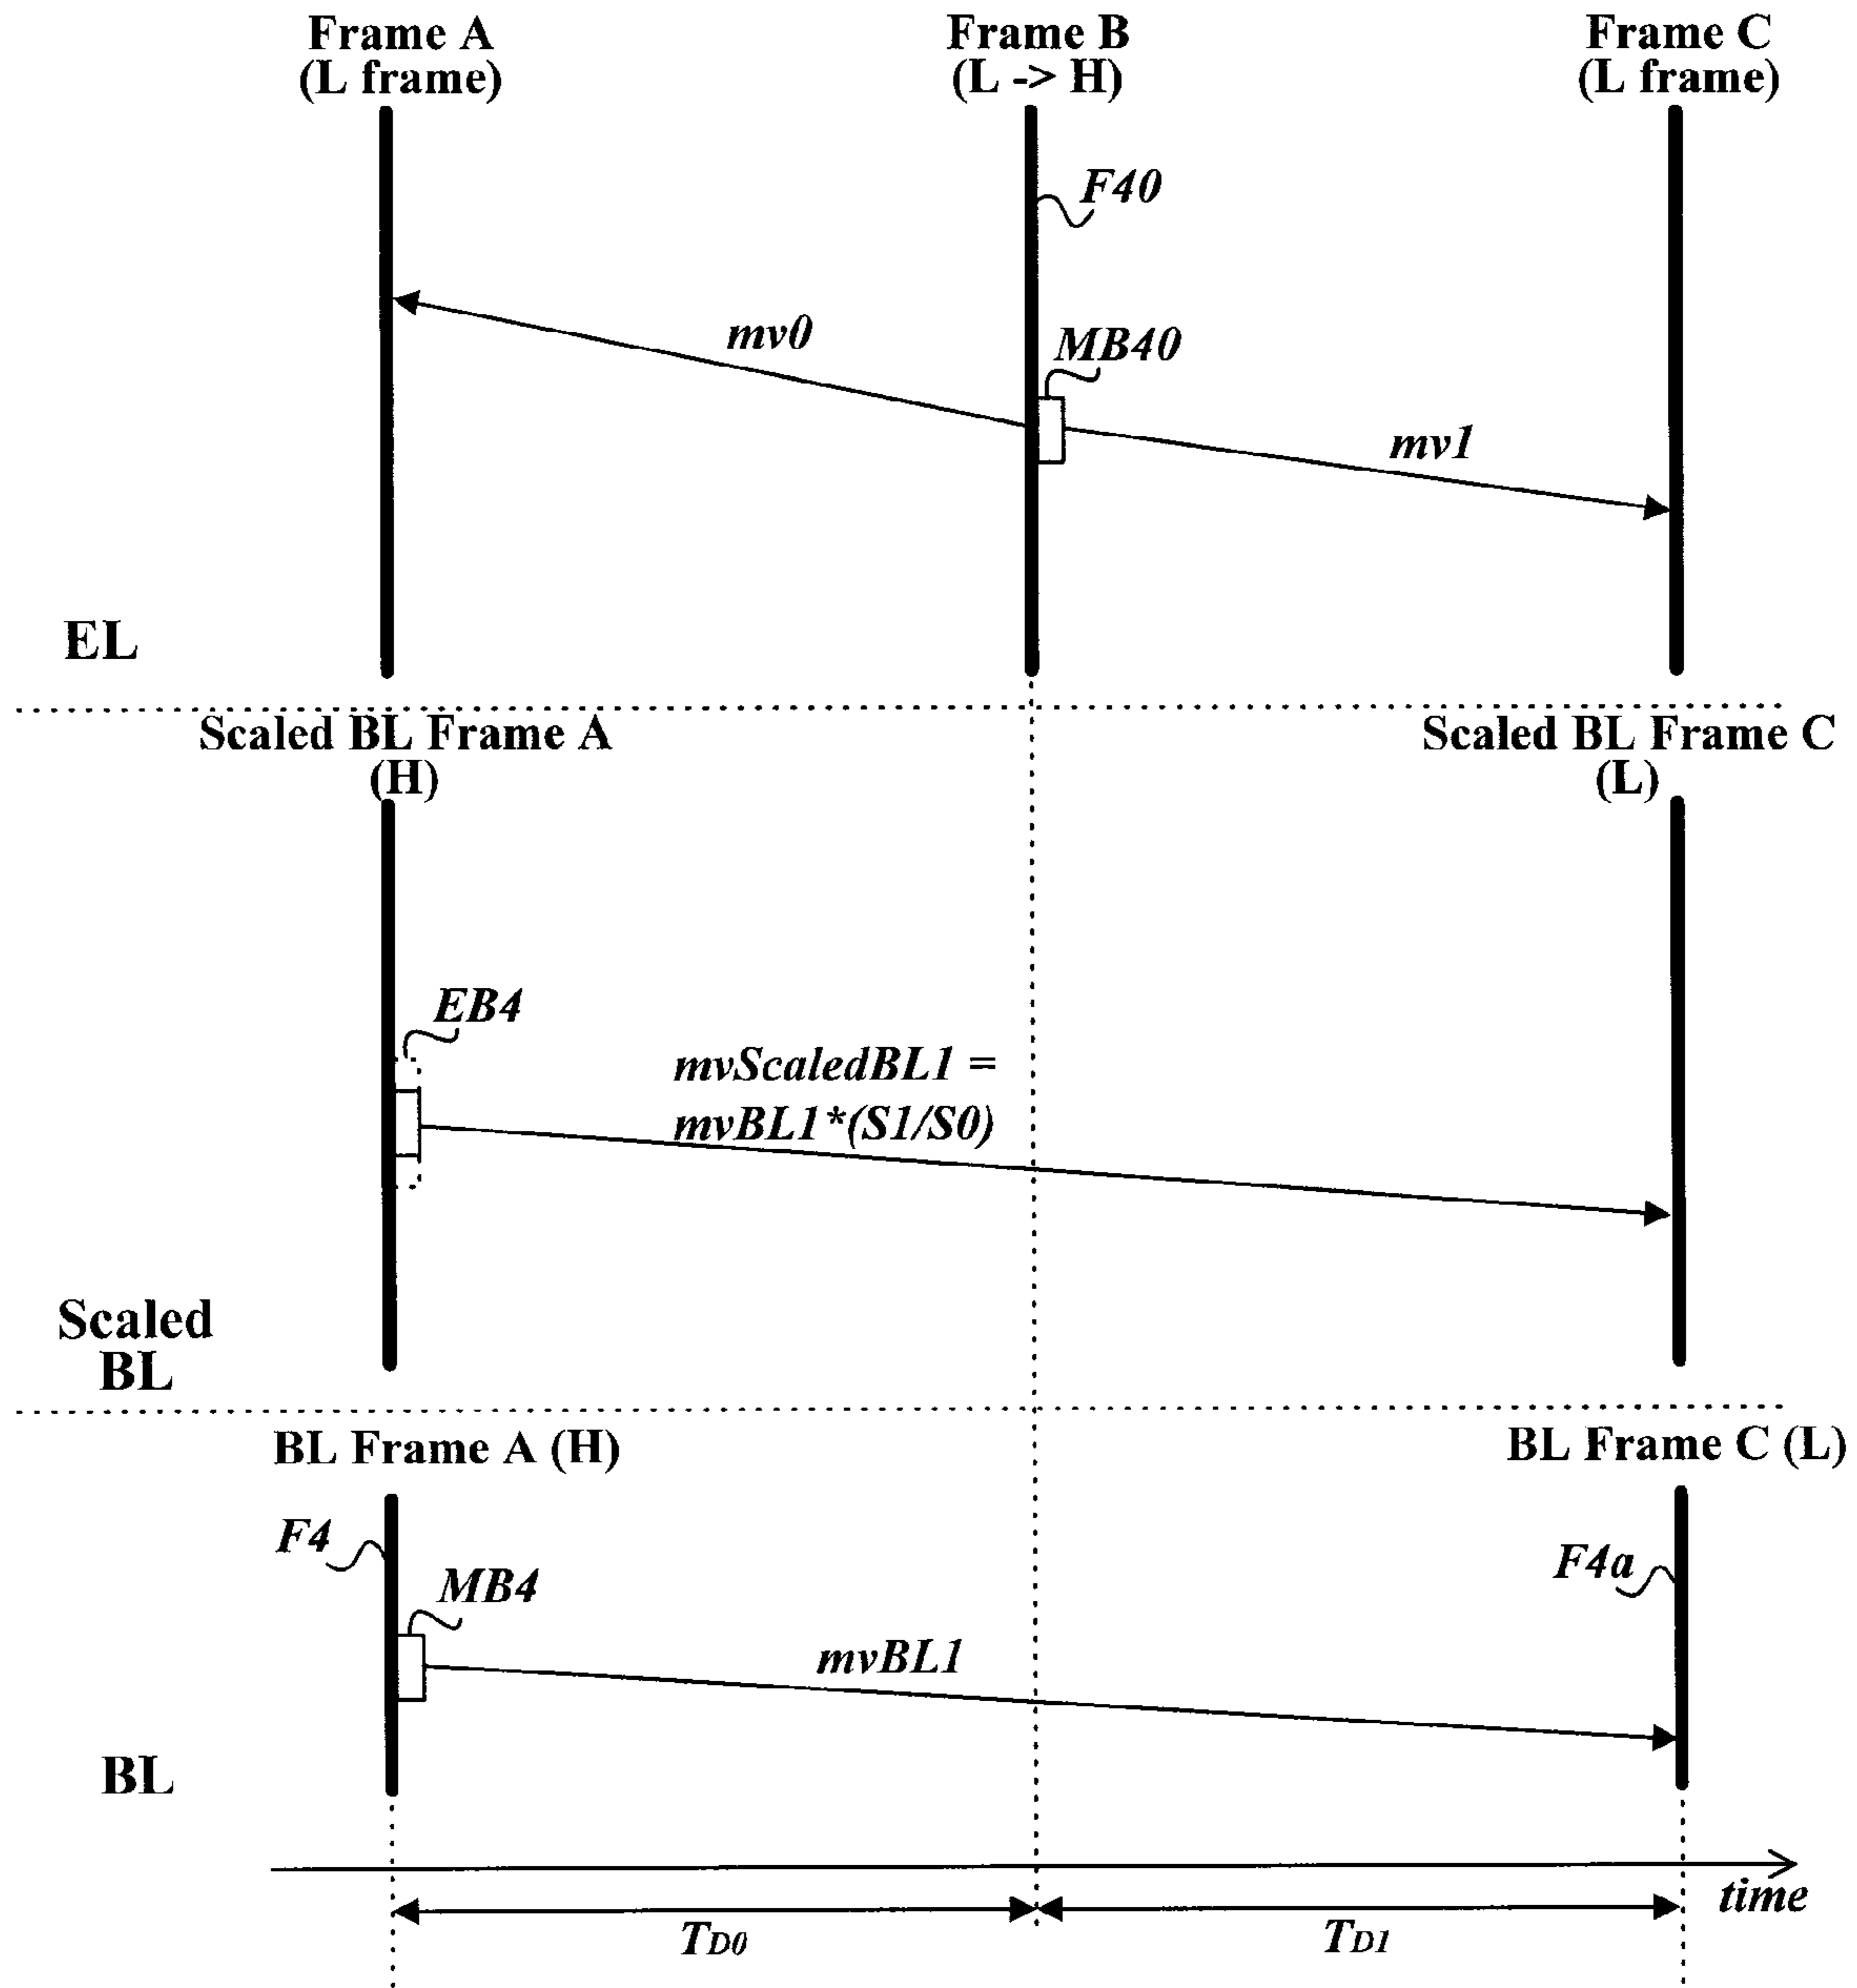 Frame A
(L frame)
Frame B
(L -> H)
Frame C
(L frame)
F40
mv0
MB40
mv1
EL
Scaled BL Frame A
(H)
Scaled BL Frame C
(L)
EB4
mvScaledBL1 =
mvBL1*(S1/S0)
Scaled
BL
BL Frame A (H)
BL Frame C (L)
F4
F4a
MB4
mvBL1
BL
time
TD0
TD1